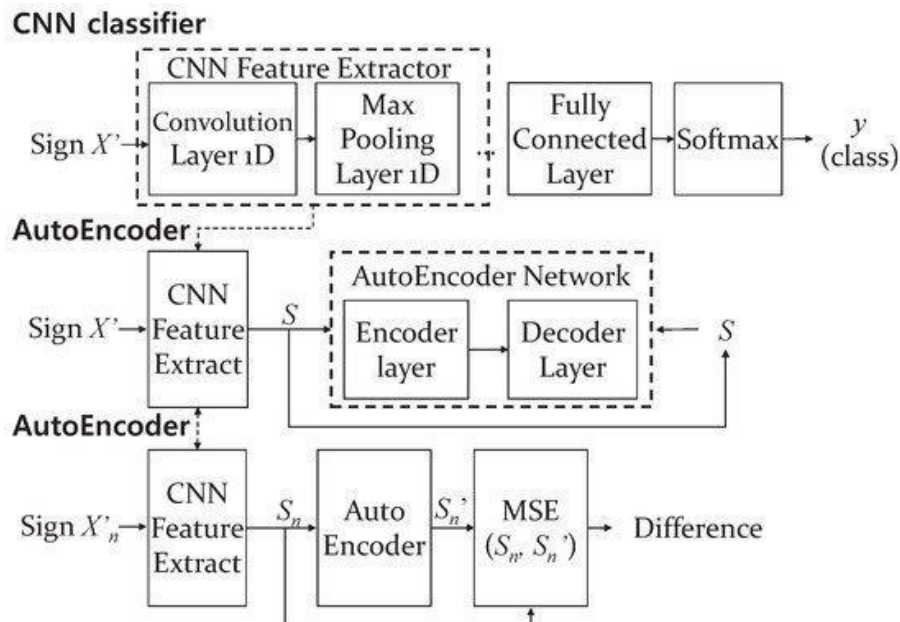 CNN classifier
CNN Feature Extractor
Sign X'
Convolution
Layer 1D
Max
Pooling
Layer 1D
...
Fully
Connected
Layer
Softmax
y
(class)
AutoEncoder
Sign X'
CNN
Feature
Extract
S
AutoEncoder Network
Encoder
layer
Decoder
Layer
S
AutoEncoder
Sign X'n
CNN
Feature
Extract
Sn
Auto
Encoder
Sn'
MSE
(Sn, Sn')
Difference